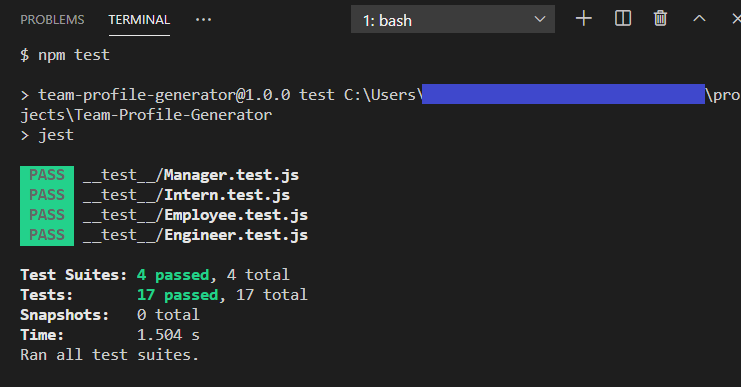 PROBLEMS TERMINAL ... 1: bash
$ npm test
> team-profile-generator@1.0.0 test C:\Users\ \pro
jects\Team-Profile-Generator
> jest
PASS __test__/Manager.test.js
PASS __test__/Intern.test.js
PASS __test__/Employee.test.js
PASS __test__/Engineer.test.js
Test Suites: 4 passed, 4 total
Tests: 17 passed, 17 total
Snapshots: 0 total
Time: 1.504 s
Ran all test suites.